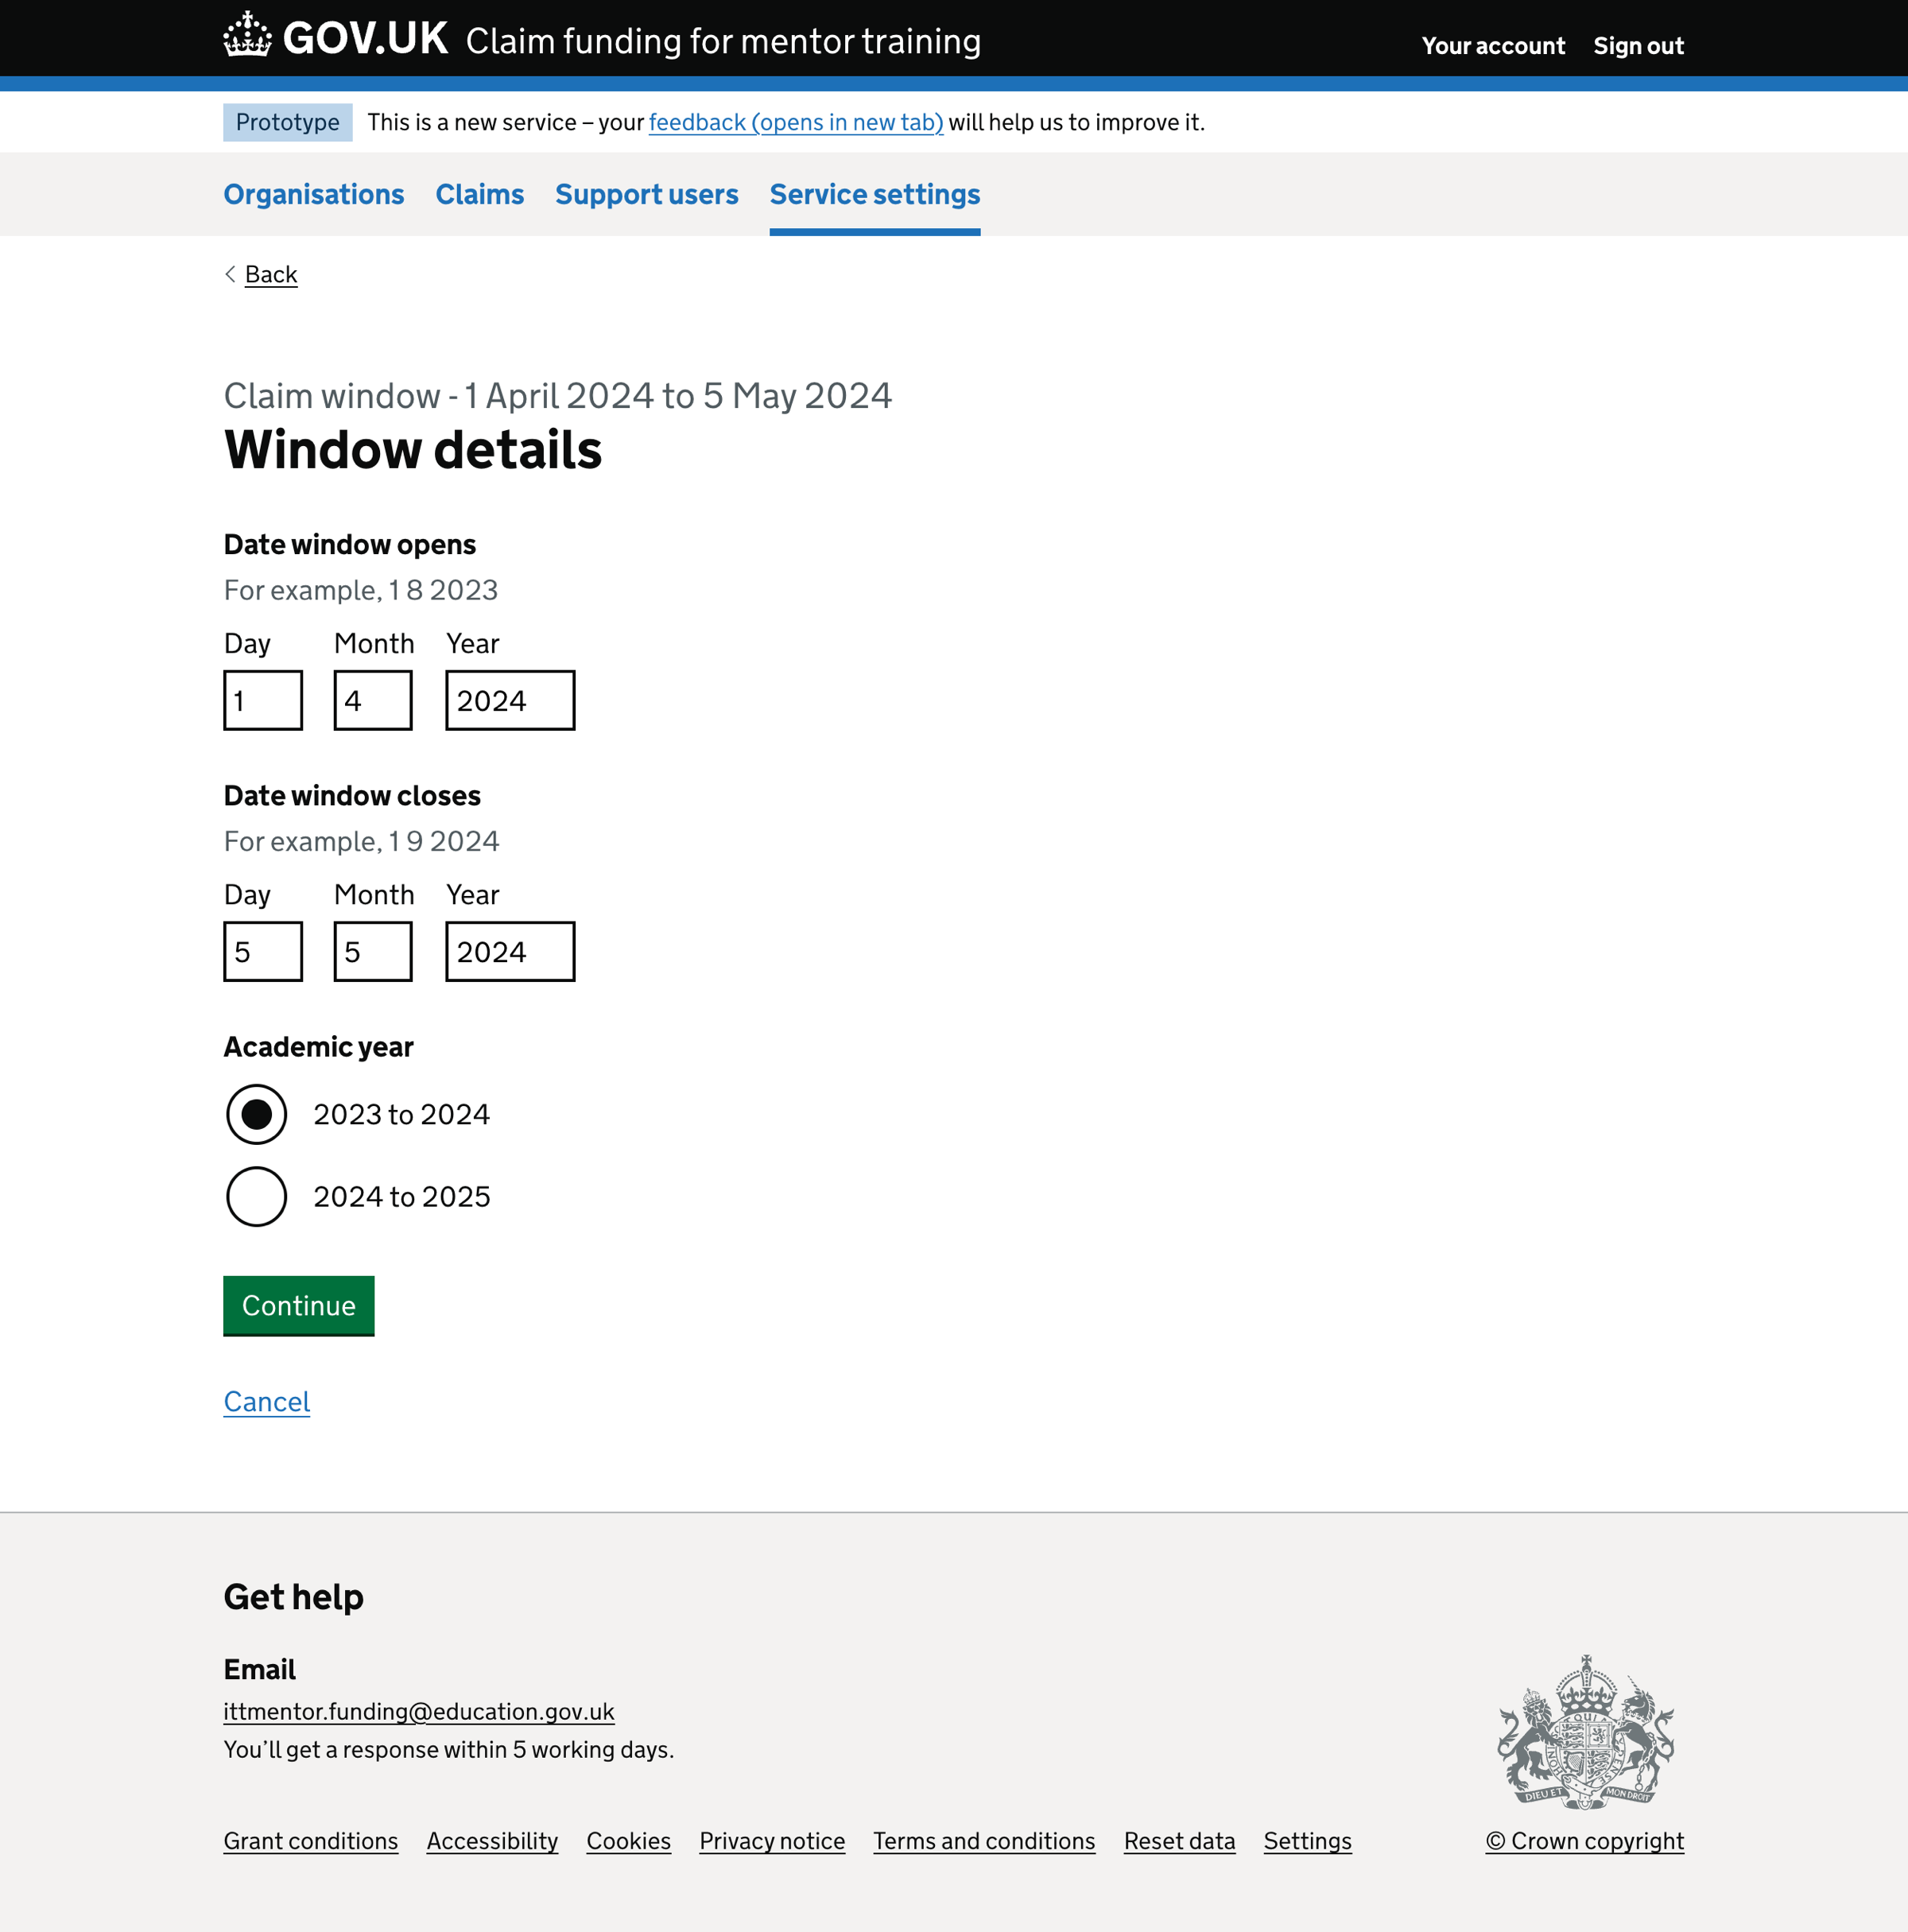 GOV.UK Claim funding for mentor training Your account Sign out
Prototype This is a new service – your feedback (opens in new tab) will help us to improve it.
Organisations Claims Support users Service settings
Back
Claim window - 1 April 2024 to 5 May 2024
Window details
Date window opens
For example, 1 8 2023
Day Month Year
1 4 2024
Date window closes
For example, 1 9 2024
Day Month Year
5 5 2024
Academic year
2023 to 2024
2024 to 2025
Continue
Cancel
Get help
Email
ittmentor.funding@education.gov.uk
You’ll get a response within 5 working days.
DIEU ET MON DROIT
Grant conditions Accessibility Cookies Privacy notice Terms and conditions Reset data Settings © Crown copyright